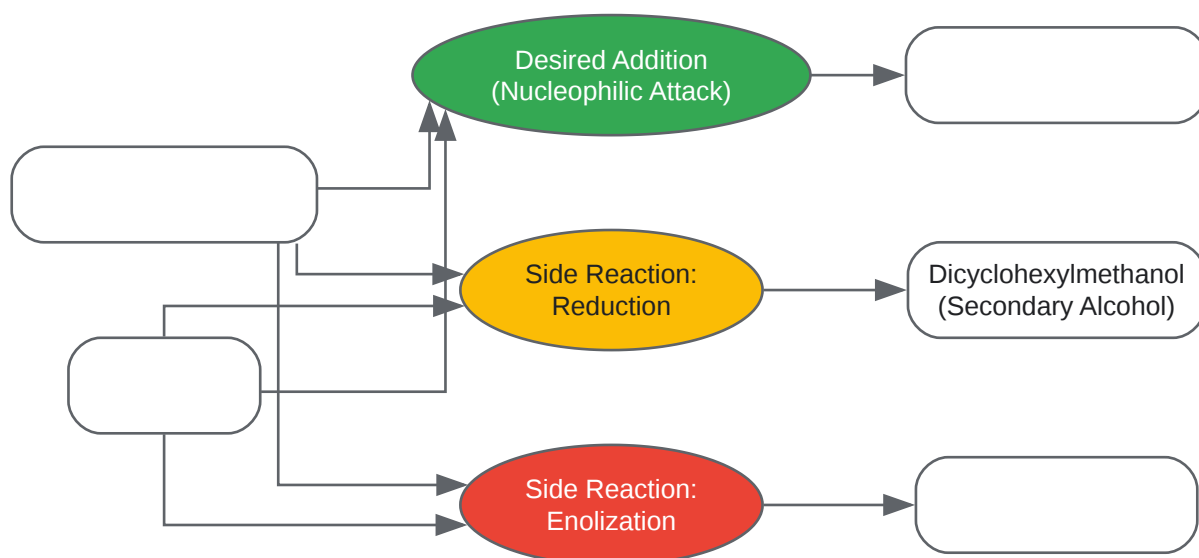 Desired Addition
(Nucleophilic Attack)
Side Reaction:
Reduction
Dicyclohexylmethanol
(Secondary Alcohol)
Side Reaction:
Enolization